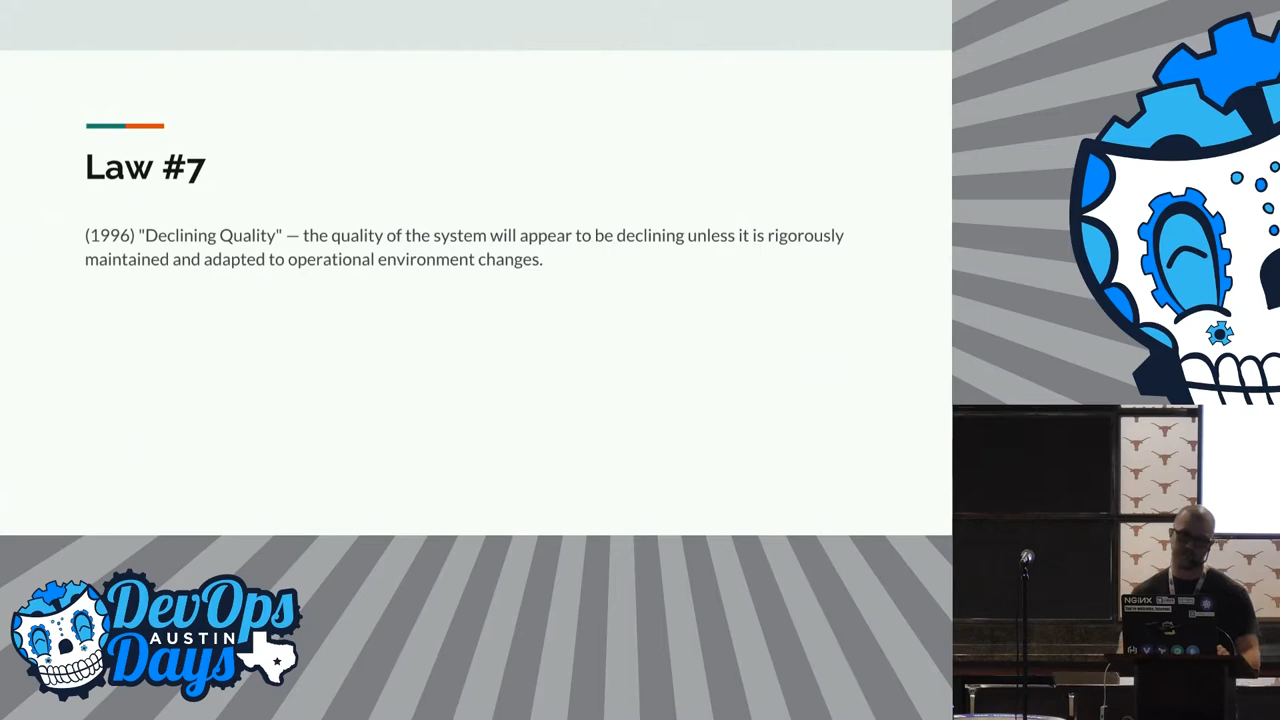 Law #7
(1996) "Declining Quality" — the quality of the system will appear to be declining unless it is rigorously
maintained and adapted to operational environment changes.
DevOps
AUSTIN
Days
NGINX